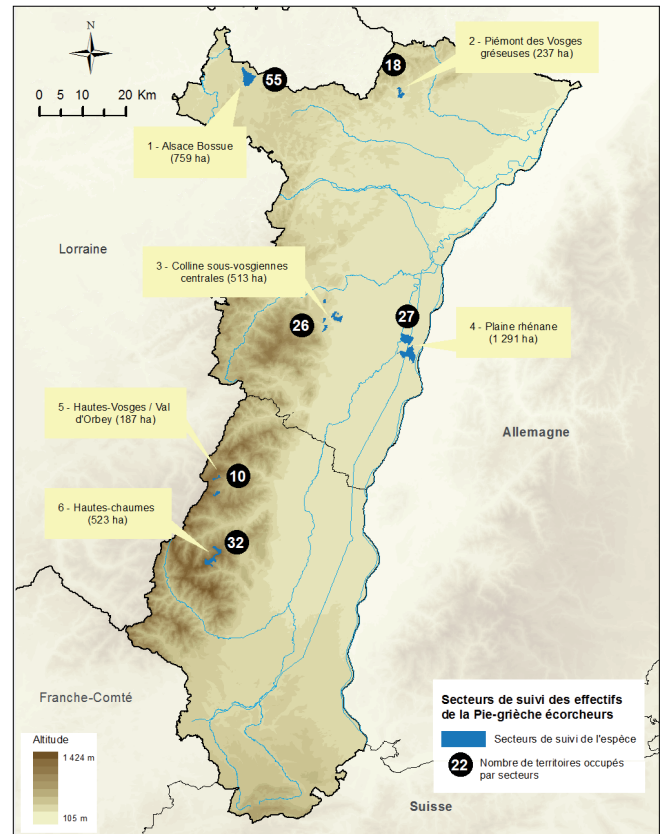 N
0 5 10 20 Km
2 - Piémont des Vosges
gréseuses (237 ha)
18
55
1 - Alsace Bossue
(759 ha)
Lorraine
3 - Colline sous-vosgiennes
centrales (513 ha)
26
27
4 - Plaine rhénane
(1 291 ha)
5 - Hautes-Vosges / Val
d'Orbey (187 ha)
Allemagne
10
6 - Hautes-chaumes
(523 ha)
32
Franche-Comté
Altitude
1 424 m
105 m
Secteurs de suivi des effectifs
de la Pie-grièche écorcheurs
Secteurs de suivi de l'espèce
22 Nombre de territoires occupés
par secteurs
Suisse